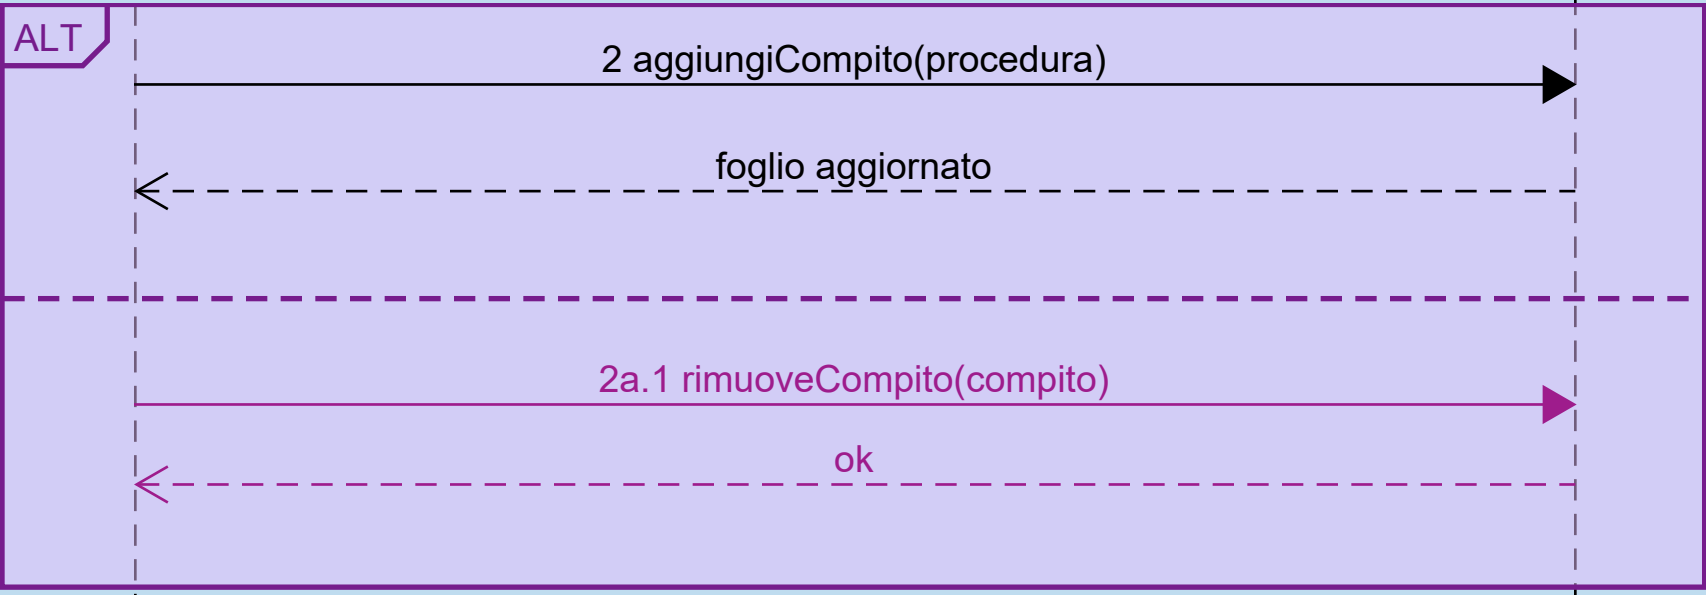 ALT
2 aggiungiCompito(procedura)
foglio aggiornato
2a.1 rimuoveCompito(compito)
ok